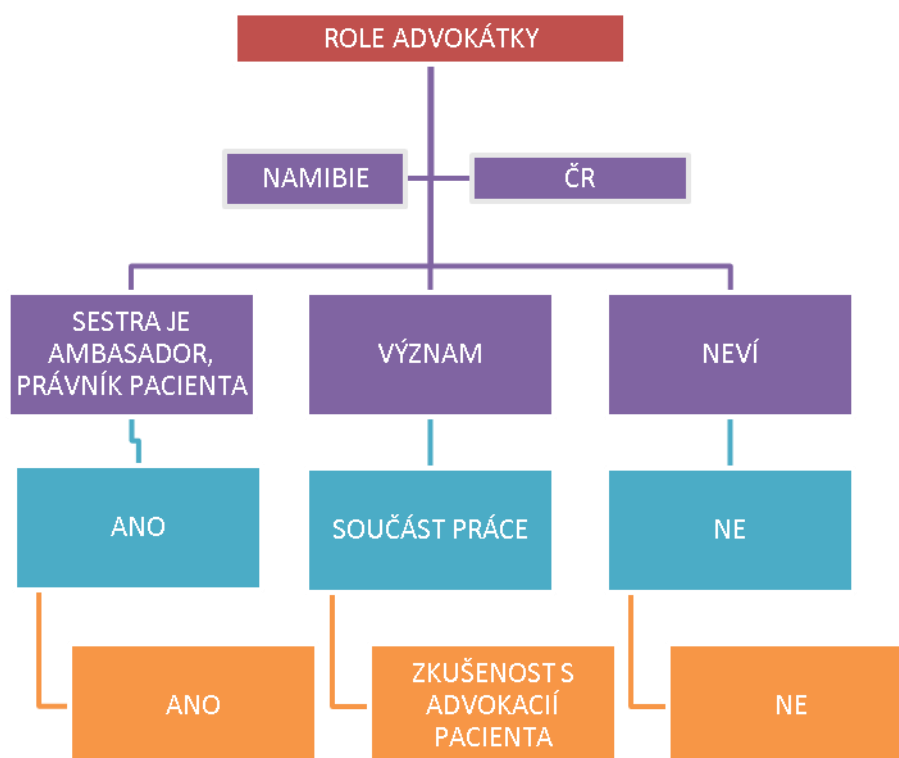 ROLE ADVOKÁTKY
NAMIBIE
ČR
SESTRA JE
AMBASADOR,
PRÁVNÍK PACIENTA
VÝZNAM
NEVÍ
ANO
SOUČÁST PRÁCE
NE
ANO
ZKUŠENOST S
ADVOKACIÍ
PACIENTA
NE